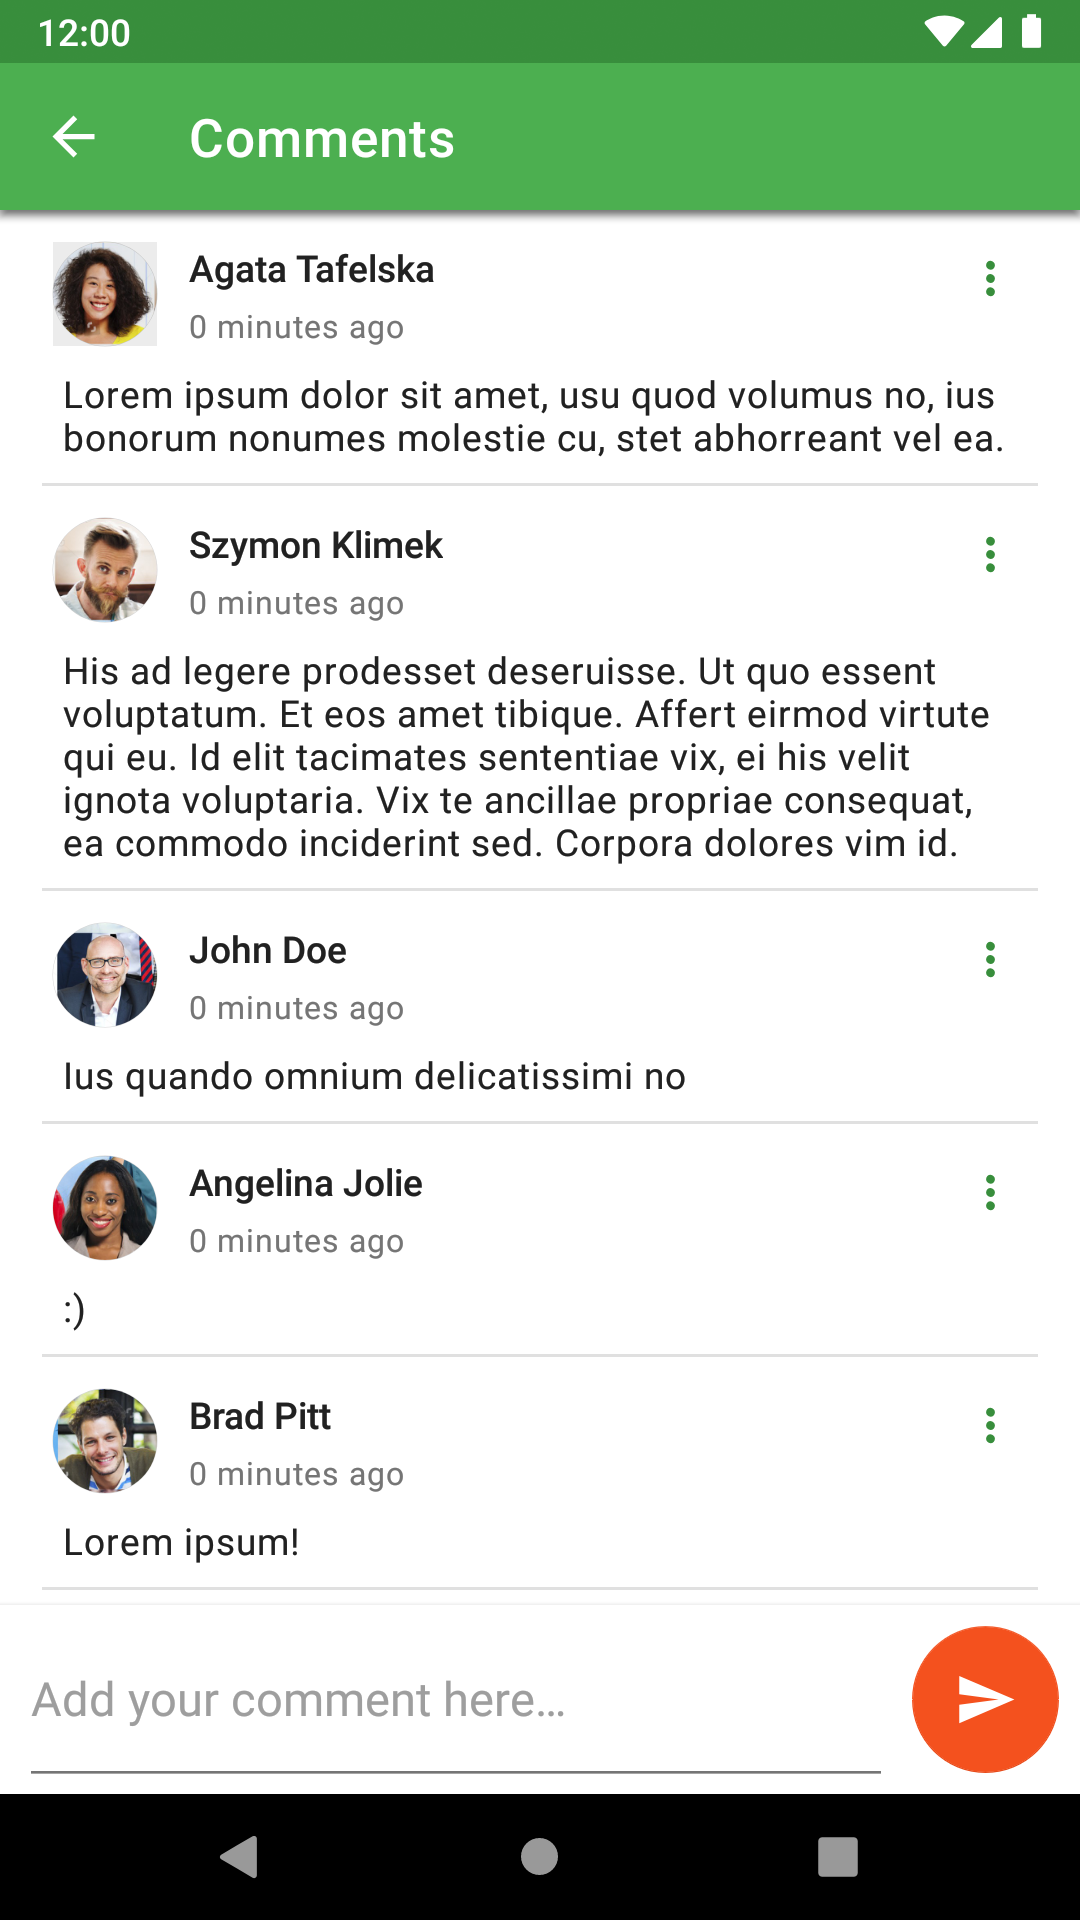 12:00
Comments
Agata Tafelska
0 minutes ago
Lorem ipsum dolor sit amet, usu quod volumus no, ius
bonorum nonumes molestie cu, stet abhorreant vel ea.
Szymon Klimek
0 minutes ago
His ad legere prodesset deseruisse. Ut quo essent
voluptatum. Et eos amet tibique. Affert eirmod virtute
qui eu. Id elit tacimates sententiae vix, ei his velit
ignota voluptaria. Vix te ancillae propriae consequat,
ea commodo inciderint sed. Corpora dolores vim id.
John Doe
0 minutes ago
Ius quando omnium delicatissimi no
Angelina Jolie
0 minutes ago
:)
Brad Pitt
0 minutes ago
Lorem ipsum!
Add your comment here…